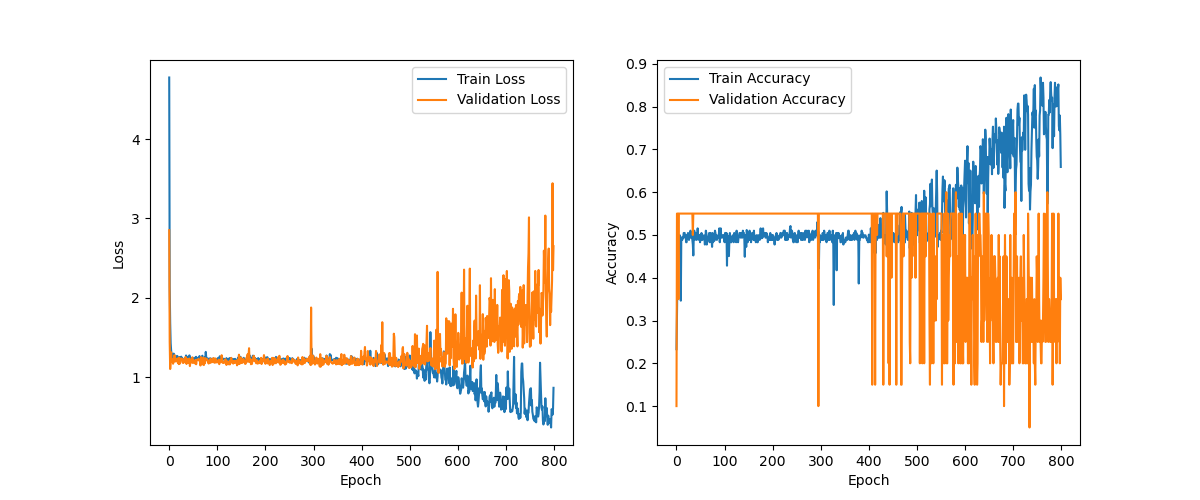 Train Loss
Validation Loss
4
3
2
1
Loss
0 100 200 300 400 500 600 700 800
Epoch
Train Accuracy
Validation Accuracy
0.9
0.8
0.7
0.6
0.5
0.4
0.3
0.2
0.1
Accuracy
0 100 200 300 400 500 600 700 800
Epoch